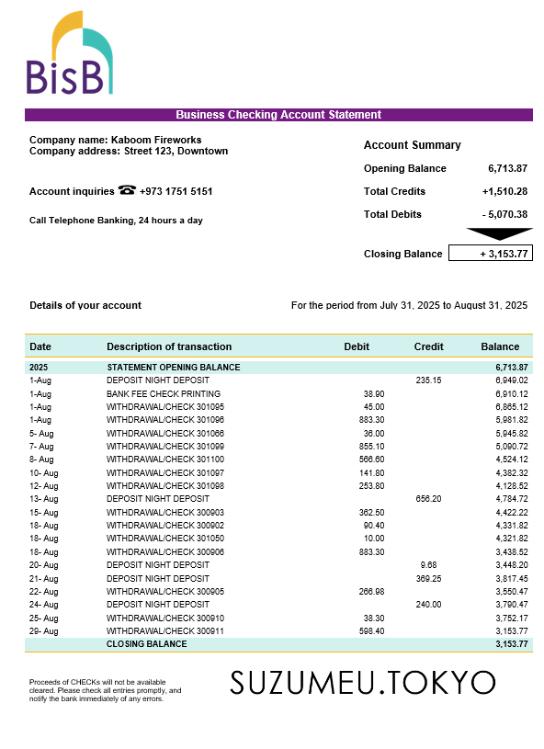 BisB
Business Checking Account Statement
Company name: Kaboom Fireworks
Company address: Street 123, Downtown
Account inquiries ☎ +973 1751 5151
Call Telephone Banking, 24 hours a day
Account Summary
Opening Balance 6,713.87
Total Credits +1,510.28
Total Debits - 5,070.38
Closing Balance + 3,153.77
Details of your account For the period from July 31, 2025 to August 31, 2025
Date Description of transaction Debit Credit Balance
2025 STATEMENT OPENING BALANCE 6,713.87
1-Aug DEPOSIT NIGHT DEPOSIT 235.15 6,949.02
1-Aug BANK FEE CHECK PRINTING 38.90 6,910.12
1-Aug WITHDRAWAL/CHECK 301095 45.00 6,865.12
1-Aug WITHDRAWAL/CHECK 301096 883.30 5,981.82
5- Aug WITHDRAWAL/CHECK 301066 36.00 5,945.82
7- Aug WITHDRAWAL/CHECK 301099 855.10 5,090.72
8- Aug WITHDRAWAL/CHECK 301100 566.60 4,524.12
10- Aug WITHDRAWAL/CHECK 301097 141.80 4,382.32
12- Aug WITHDRAWAL/CHECK 301098 253.80 4,128.52
13- Aug DEPOSIT NIGHT DEPOSIT 656.20 4,784.72
15- Aug WITHDRAWAL/CHECK 300903 362.50 4,422.22
18- Aug WITHDRAWAL/CHECK 300902 90.40 4,331.82
18- Aug WITHDRAWAL/CHECK 301050 10.00 4,321.82
18- Aug WITHDRAWAL/CHECK 300906 883.30 3,438.52
20- Aug DEPOSIT NIGHT DEPOSIT 9.68 3,448.20
21- Aug DEPOSIT NIGHT DEPOSIT 369.25 3,817.45
22- Aug WITHDRAWAL/CHECK 300905 266.98 3,550.47
24- Aug DEPOSIT NIGHT DEPOSIT 240.00 3,790.47
25- Aug WITHDRAWAL/CHECK 300910 38.30 3,752.17
29- Aug WITHDRAWAL/CHECK 300911 598.40 3,153.77
CLOSING BALANCE 3,153.77
Proceeds of CHECKs will not be available
cleared. Please check all entries promptly, and
notify the bank immediately of any errors.
SUZUMEU.TOKYO